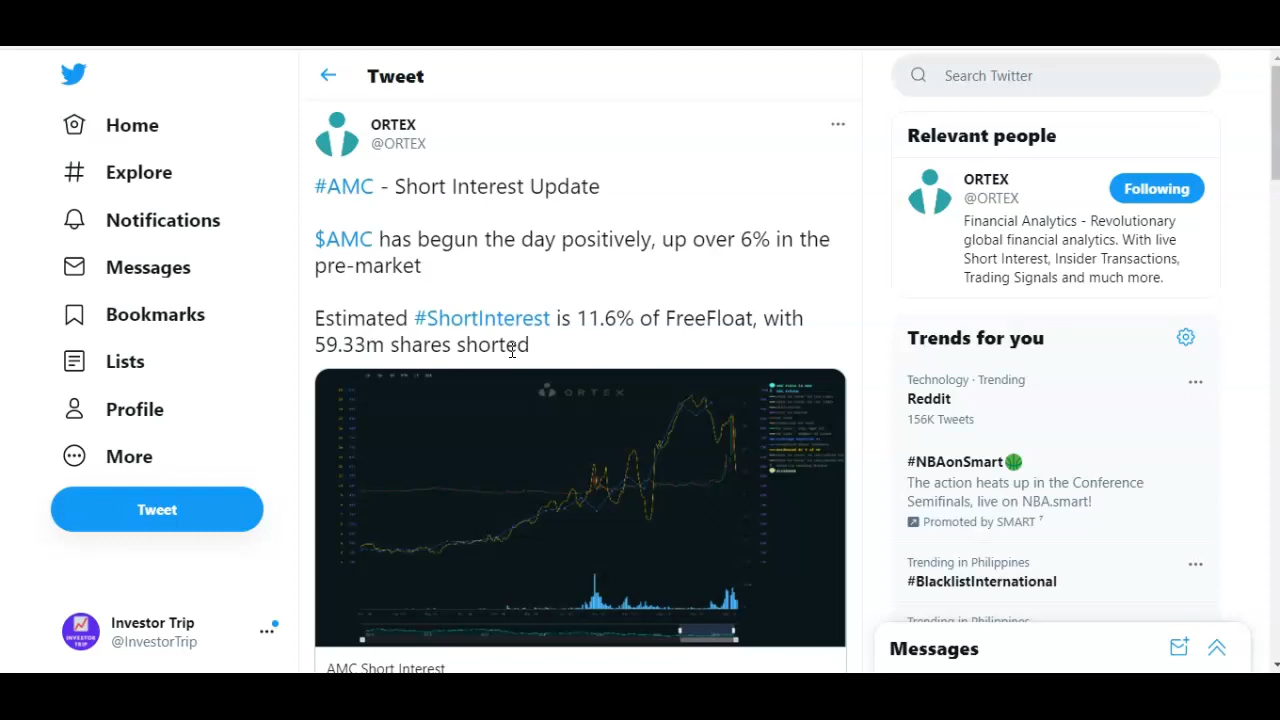 Home
Explore
Notifications
Messages
Bookmarks
Lists
Profile
More
Tweet
Investor Trip
@InvestorTrip
Tweet
ORTEX
@ORTEX
#AMC - Short Interest Update
$AMC has begun the day positively, up over 6% in the
pre-market
Estimated #ShortInterest is 11.6% of FreeFloat, with
59.33m shares shorted
ORTEX
AMC Short Interest
Search Twitter
Relevant people
ORTEX
@ORTEX
Following
Financial Analytics - Revolutionary
global financial analytics. With live
Short Interest, Insider Transactions,
Trading Signals and much more.
Trends for you
Technology · Trending
Reddit
156K Tweets
#NBAonSmart
The action heats up in the Conference
Semifinals, live on NBA.smart!
Promoted by SMART
Trending in Philippines
#BlacklistInternational
Trending in Philippines
Messages